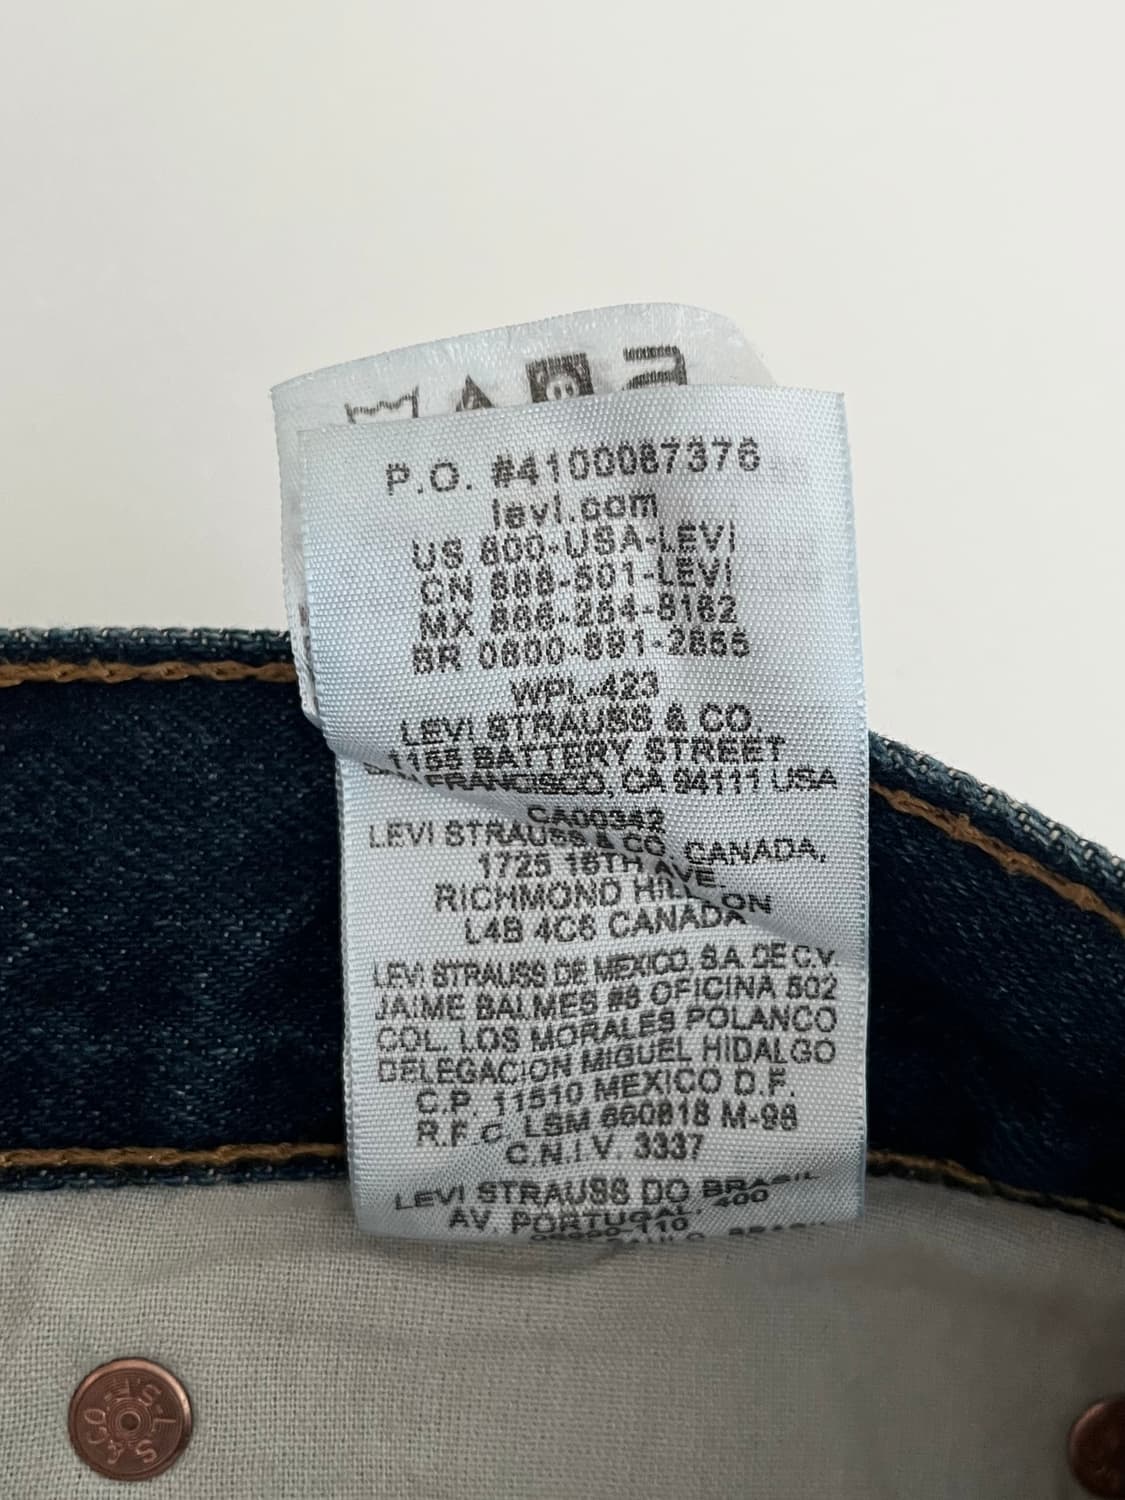 P.O. #4100087376
levi.com
US 800-USA-LEVI
CN 888-501-LEVI
MX 866-254-8162
BR 0800-891-2855
WPL-423
LEVI STRAUSS & CO.
1155 BATTERY STREET
FRANCISCO, CA 94111 USA
CA00342
LEVI STRAUSS & CO. CANADA,
1725 16TH AVE.
RICHMOND HILL ON
L4B 4C6 CANADA
LEVI STRAUSS DE MEXICO, S.A. DE C.V.
JAIME BALMES #8 OFICINA 502
COL. LOS MORALES POLANCO
DELEGACION MIGUEL HIDALGO
C.P. 11510 MEXICO D.F.
R.F.C. LSM 660818 M-98
C.N.I.V. 3337
LEVI STRAUSS DO BRASIL
AV. PORTUGAL, 400
L.S.&CO. S.F.